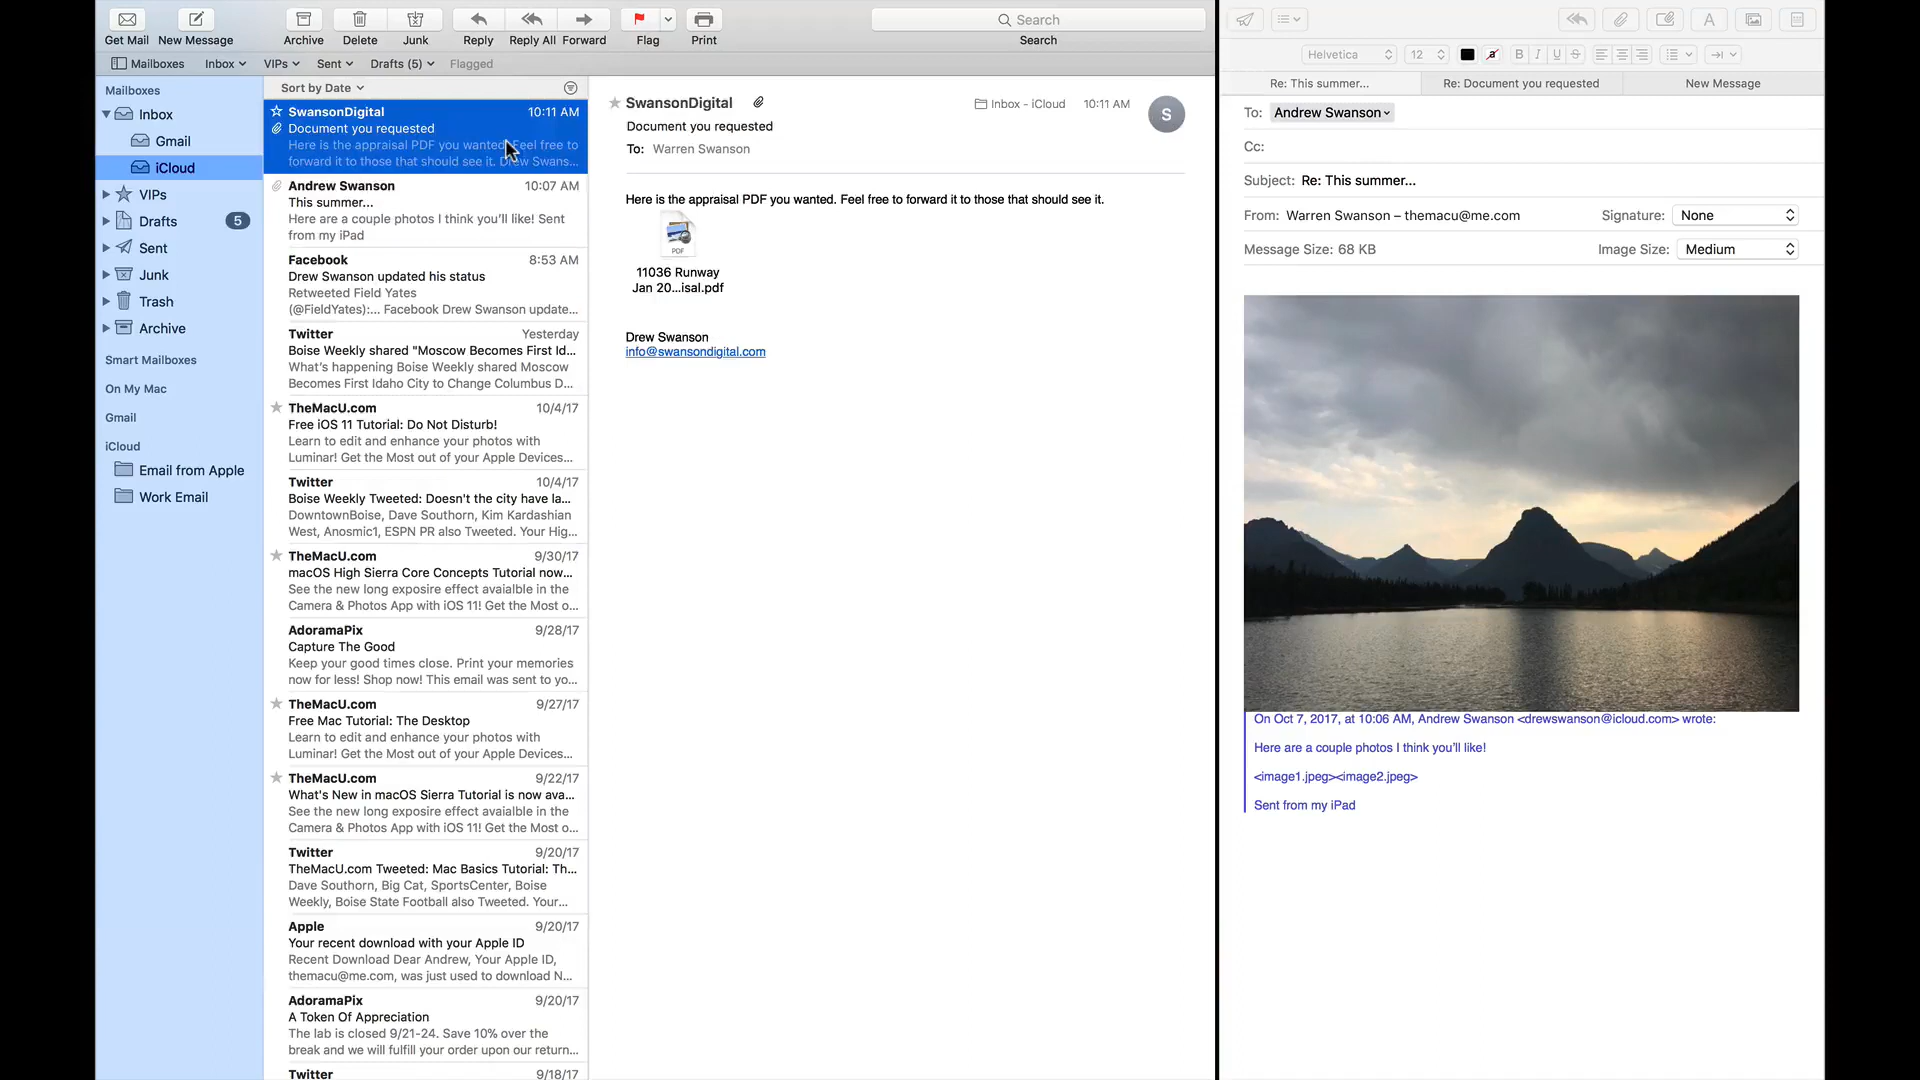 Get Mail
New Message
Archive
Delete
Junk
Reply
Reply All
Forward
Flag
Print
Search
Search
Mailboxes
Inbox
VIPs
Sent
Drafts (5)
Flagged
Mailboxes
Inbox
Gmail
iCloud
VIPs
Drafts
5
Sent
Junk
Trash
Archive
Smart Mailboxes
On My Mac
Gmail
iCloud
Email from Apple
Work Email
Sort by Date
SwansonDigital 10:11 AM
Document you requested
Here is the appraisal PDF you wanted. Feel free to
forward it to those that should see it. Drew Swans...
Andrew Swanson 10:07 AM
This summer...
Here are a couple photos I think you'll like! Sent
from my iPad
Facebook 8:53 AM
Drew Swanson updated his status
Retweeted Field Yates
(@FieldYates):... Facebook Drew Swanson update...
Twitter Yesterday
Boise Weekly shared "Moscow Becomes First Id...
What's happening Boise Weekly shared Moscow
Becomes First Idaho City to Change Columbus D...
TheMacU.com 10/4/17
Free iOS 11 Tutorial: Do Not Disturb!
Learn to edit and enhance your photos with
Luminar! Get the Most out of your Apple Devices...
Twitter 10/4/17
Boise Weekly Tweeted: Doesn't the city have la...
DowntownBoise, Dave Southorn, Kim Kardashian
West, Anosmic1, ESPN PR also Tweeted. Your Hig...
TheMacU.com 9/30/17
macOS High Sierra Core Concepts Tutorial now...
See the new long exposire effect avaialble in the
Camera & Photos App with iOS 11! Get the Most o...
AdoramaPix 9/28/17
Capture The Good
Keep your good times close. Print your memories
now for less! Shop now! This email was sent to yo...
TheMacU.com 9/27/17
Free Mac Tutorial: The Desktop
Learn to edit and enhance your photos with
Luminar! Get the Most out of your Apple Devices...
TheMacU.com 9/22/17
What's New in macOS Sierra Tutorial is now ava...
See the new long exposire effect avaialble in the
Camera & Photos App with iOS 11! Get the Most o...
Twitter 9/20/17
TheMacU.com Tweeted: Mac Basics Tutorial: Th...
Dave Southorn, Big Cat, SportsCenter, Boise
Weekly, Boise State Football also Tweeted. Your...
Apple 9/20/17
Your recent download with your Apple ID
Recent Download Dear Andrew, Your Apple ID,
themacu@me.com, was just used to download N...
AdoramaPix 9/20/17
A Token Of Appreciation
The lab is closed 9/21-24. Save 10% over the
break and we will fulfill your order upon our return...
Twitter 9/18/17
SwansonDigital
Inbox - iCloud 10:11 AM
S
Document you requested
To: Warren Swanson
Here is the appraisal PDF you wanted. Feel free to forward it to those that should see it.
PDF
11036 Runway
Jan 20...isal.pdf
Drew Swanson
info@swansondigital.com
Helvetica
12
a
B I U S
A
Re: This summer...
Re: Document you requested
New Message
To: Andrew Swanson
Cc:
Subject: Re: This summer...
From: Warren Swanson – themacu@me.com
Signature: None
Message Size: 68 KB
Image Size: Medium
On Oct 7, 2017, at 10:06 AM, Andrew Swanson <drewswanson@icloud.com> wrote:
Here are a couple photos I think you'll like!
<image1.jpeg><image2.jpeg>
Sent from my iPad